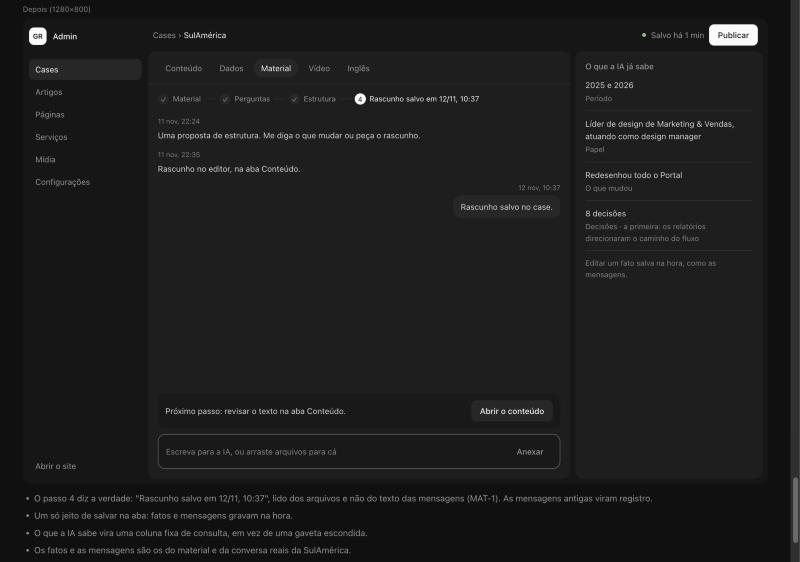 Depois (1280×800)
GR Admin
Cases › SulAmérica
Salvo há 1 min
Publicar
Cases
Artigos
Páginas
Serviços
Mídia
Configurações
Abrir o site
Conteúdo Dados Material Vídeo Inglês
Material Perguntas Estrutura 4 Rascunho salvo em 12/11, 10:37
11 nov, 22:24
Uma proposta de estrutura. Me diga o que mudar ou peça o rascunho.
11 nov, 22:35
Rascunho no editor, na aba Conteúdo.
12 nov, 10:37
Rascunho salvo no case.
Próximo passo: revisar o texto na aba Conteúdo.
Abrir o conteúdo
Escreva para a IA, ou arraste arquivos para cá
Anexar
O que a IA já sabe
2025 e 2026
Período
Líder de design de Marketing & Vendas,
atuando como design manager
Papel
Redesenhou todo o Portal
O que mudou
8 decisões
Decisões · a primeira: os relatórios
direcionaram o caminho do fluxo
Editar um fato salva na hora, como as
mensagens.
• O passo 4 diz a verdade: "Rascunho salvo em 12/11, 10:37", lido dos arquivos e não do texto das mensagens (MAT-1). As mensagens antigas viram registro.
• Um só jeito de salvar na aba: fatos e mensagens gravam na hora.
• O que a IA sabe vira uma coluna fixa de consulta, em vez de uma gaveta escondida.
• Os fatos e as mensagens são os do material e da conversa reais da SulAmérica.